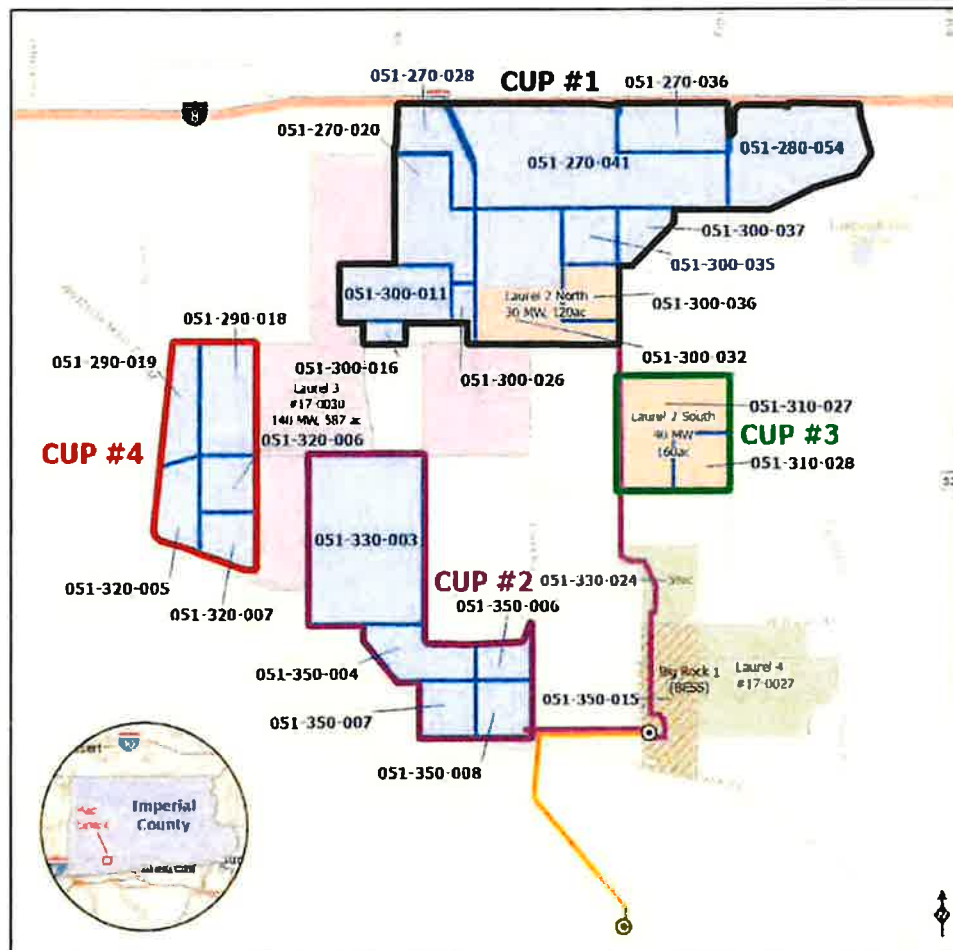 051-270-028
CUP #1
051-270-036
8
051-270-020
051-270-041
051-280-054
051-300-037
051-300-035
051-300-011
Laurel 2 North
30 MW, 120ac
051-300-036
051-290-018
051-290-019
051-300-016
051-300-026
051-300-032
Laurel 3
#17-0030
140 MW, 587 ac
051-310-027
Laurel 2 South
40 MW
160ac
CUP #3
051-310-028
CUP #4
051-320-006
051-330-003
051-320-005
051-320-007
CUP #2
051-330-024
051-350-006
051-350-004
Big Rock 1
(BESS)
Laurel 4
#17-0027
051-350-015
051-350-007
051-350-008
Imperial
County
C